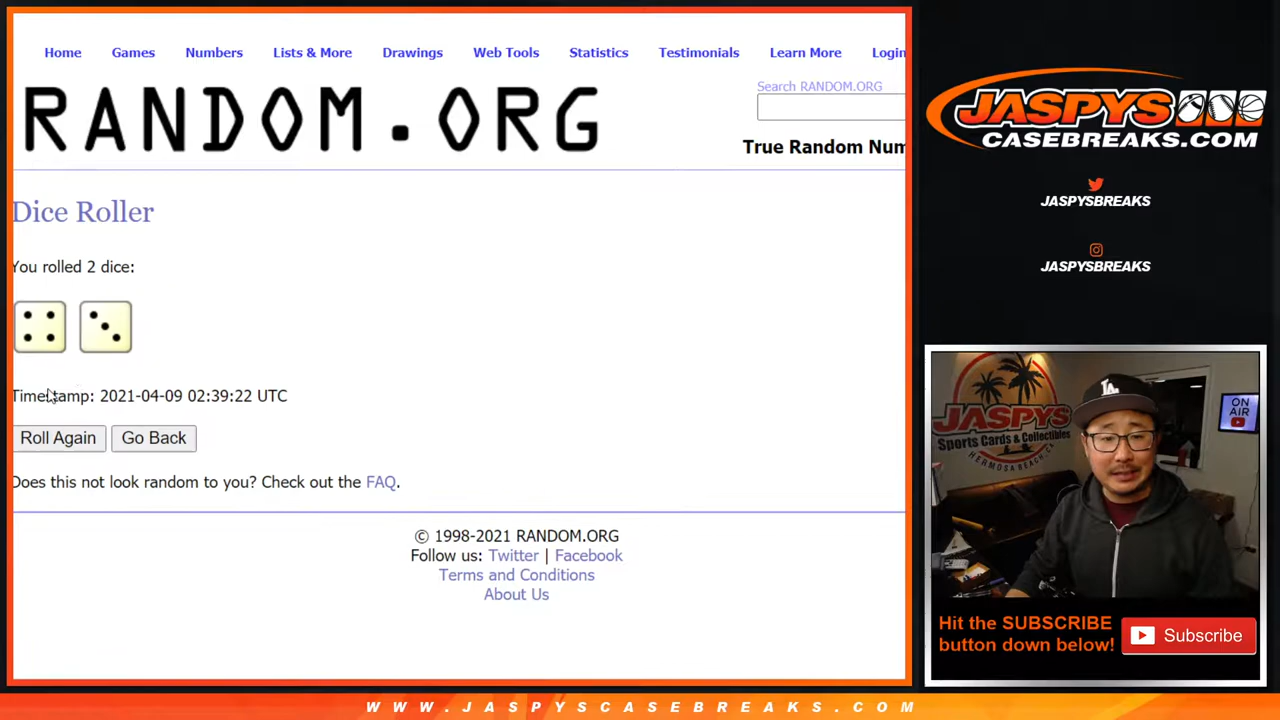 Home Games Numbers Lists & More Drawings Web Tools Statistics Testimonials Learn More Login
RANDOM.ORG
Search RANDOM.ORG
True Random Num
Dice Roller
You rolled 2 dice:
Timestamp: 2021-04-09 02:39:22 UTC
Roll Again Go Back
Does this not look random to you? Check out the FAQ.
© 1998-2021 RANDOM.ORG
Follow us: Twitter | Facebook
Terms and Conditions
About Us
JASPYS
CASEBREAKS.COM
JASPYSBREAKS
JASPYSBREAKS
JASPYS
Sports Cards & Collectibles
HERMOSA BEACH, CA
LA
ON
AIR
Hit the SUBSCRIBE
button down below!
Subscribe
WWW.JASPYSCASEBREAKS.COM